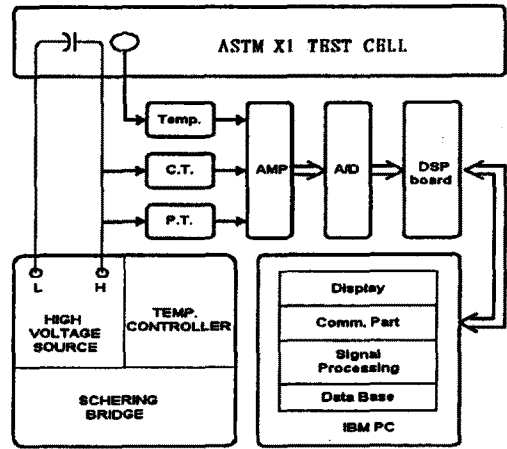 ASTM X1 TEST CELL
Temp.
C.T.
P.T.
AMP
A/D
DSP
board
L
H
HIGH
VOLTAGE
SOURCE
TEMP.
CONTROLLER
SCHERING
BRIDGE
Display
Comm. Part
Signal
Processing
Data Base
IBM PC